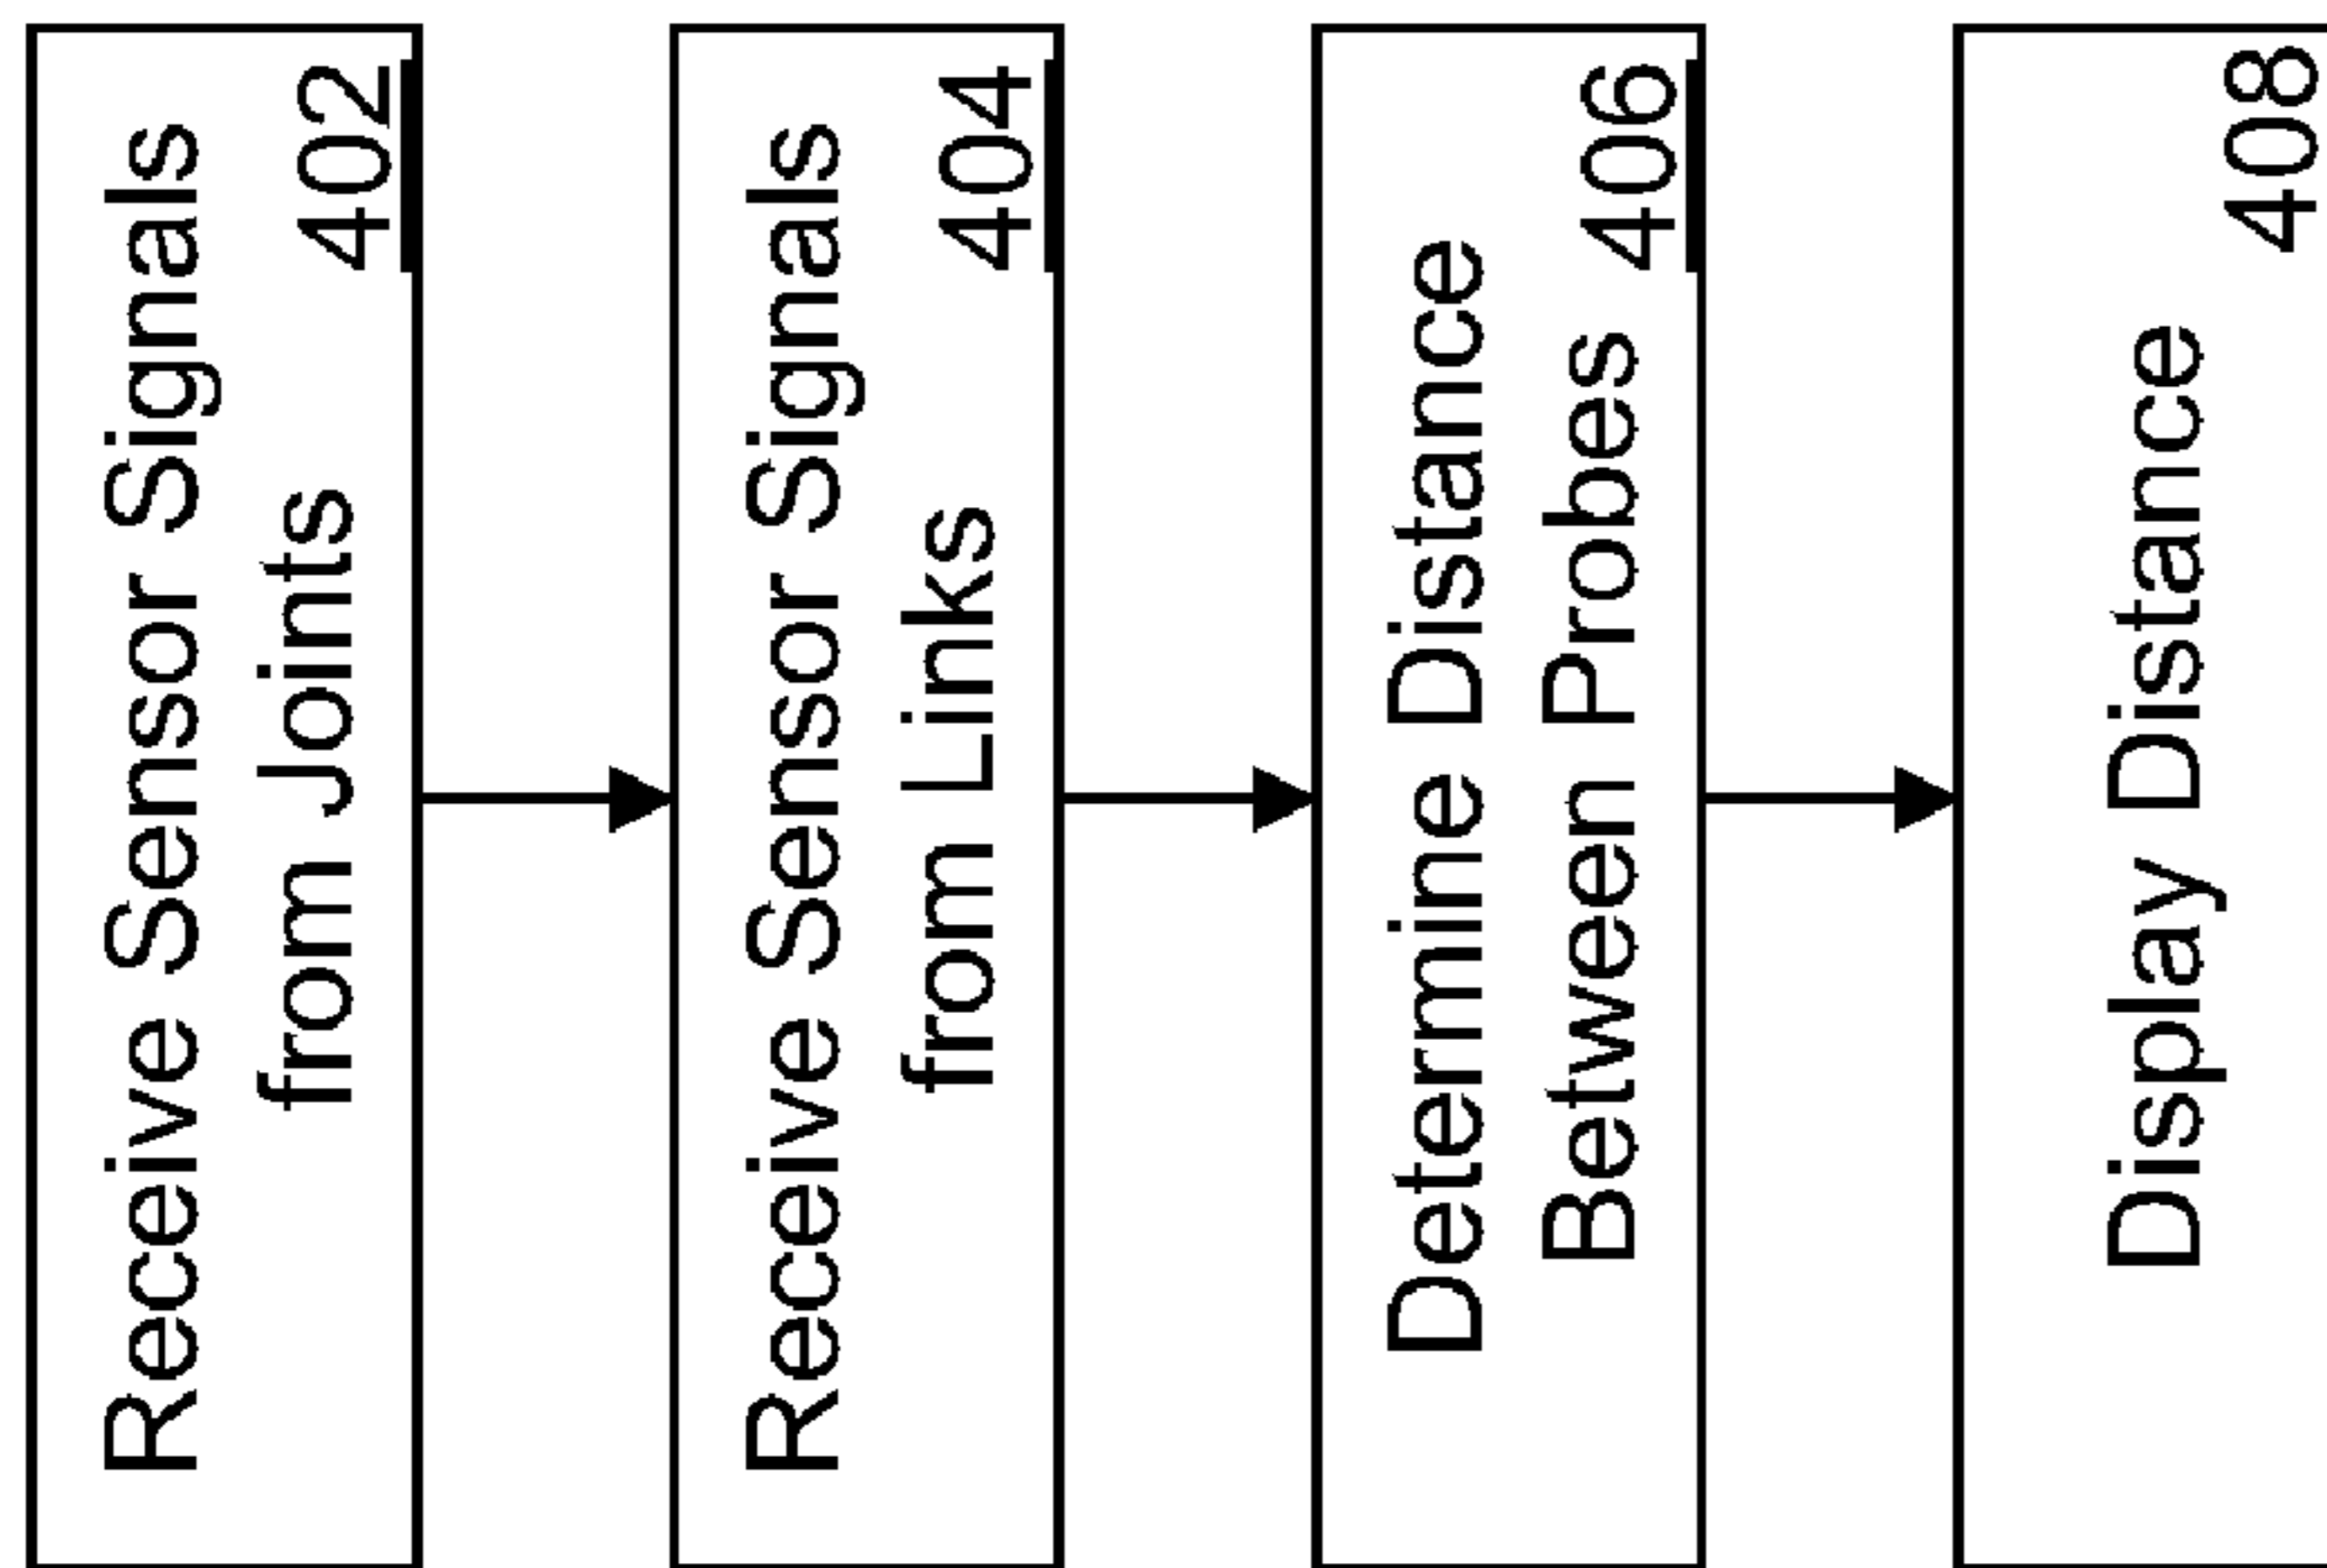 Receive Sensor Signals
from Joints
402
Receive Sensor Signals
from Links
404
Determine Distance
Between Probes 406
Display Distance
408